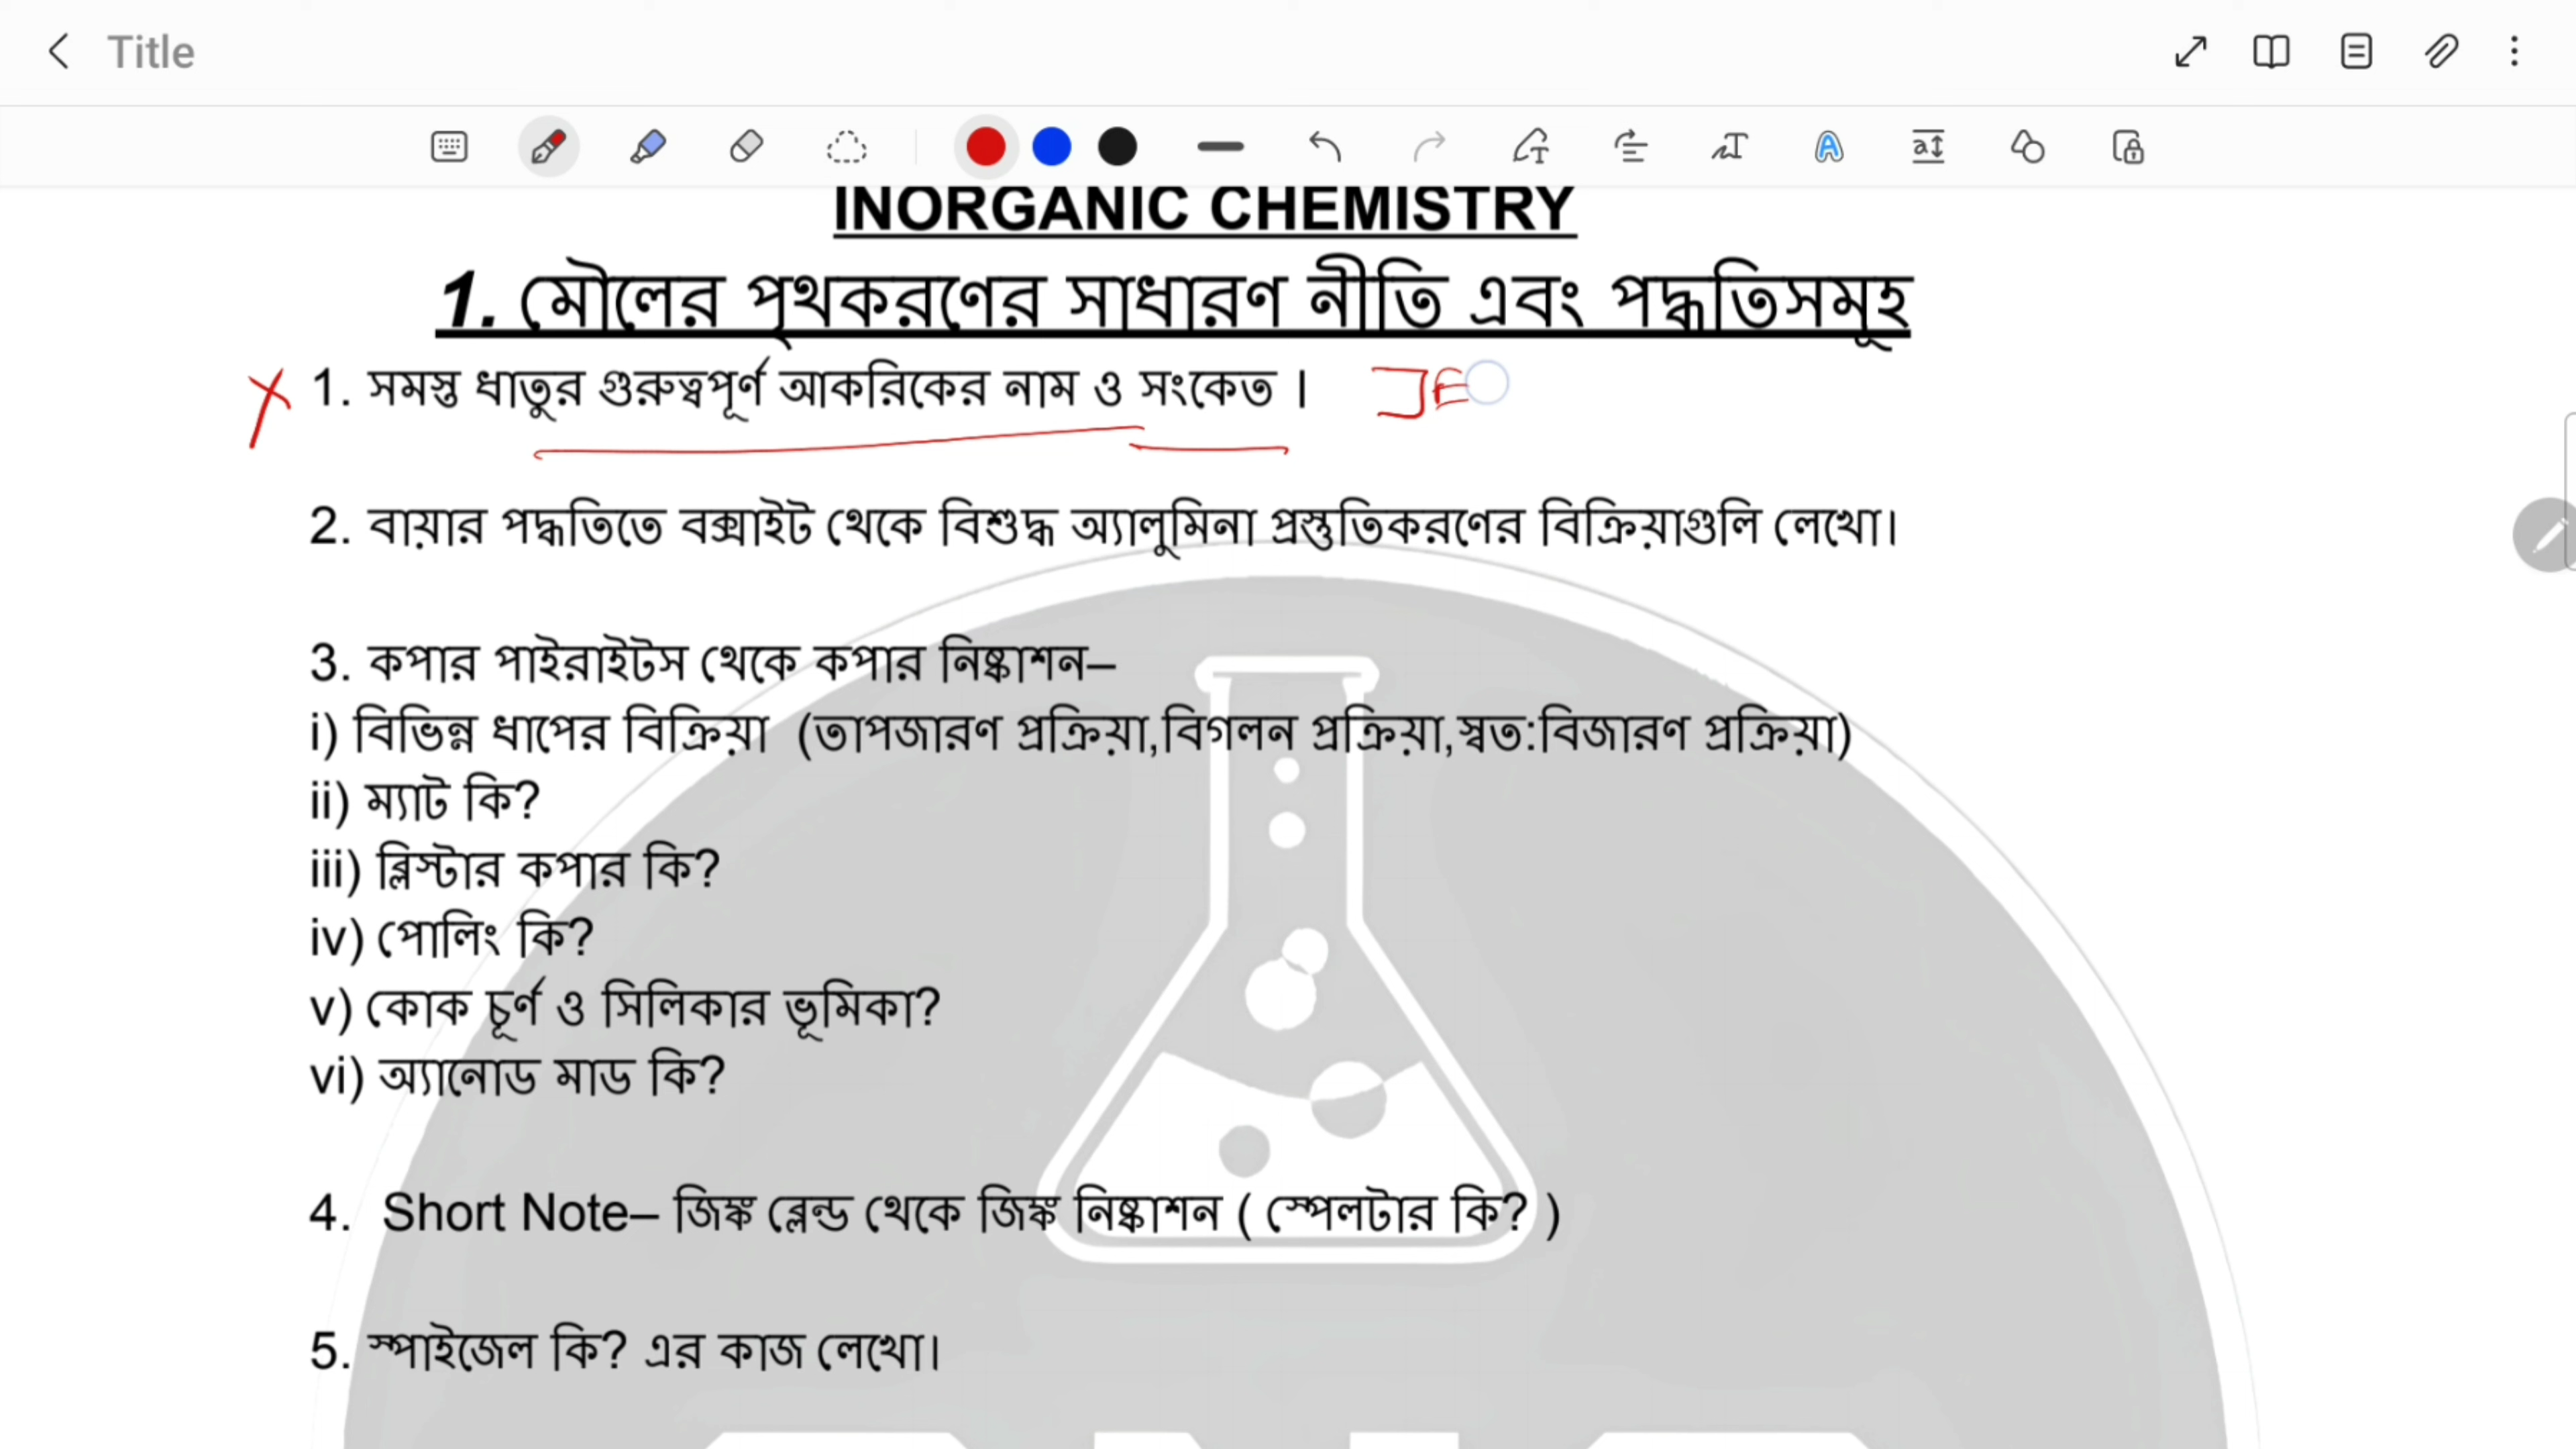 Title
INORGANIC CHEMISTRY
1. মৌলের পৃথকরণের সাধারণ নীতি এবং পদ্ধতিসমূহ
1. সমস্ত ধাতুর গুরুত্বপূর্ণ আকরিকের নাম ও সংকেত । JE
2. বায়ার পদ্ধতিতে বক্সাইট থেকে বিশুদ্ধ অ্যালুমিনা প্রস্তুতিকরণের বিক্রিয়াগুলি লেখো।
3. কপার পাইরাইটস থেকে কপার নিষ্কাশন–
i) বিভিন্ন ধাপের বিক্রিয়া (তাপজারণ প্রক্রিয়া,বিগলন প্রক্রিয়া,স্বত:বিজারণ প্রক্রিয়া)
ii) ম্যাট কি?
iii) ব্লিস্টার কপার কি?
iv) পোলিং কি?
v) কোক চূর্ণ ও সিলিকার ভূমিকা?
vi) অ্যানোড মাড কি?
4. Short Note– জিঙ্ক ব্লেন্ড থেকে জিঙ্ক নিষ্কাশন ( স্পেলটার কি? )
5. স্পাইজেল কি? এর কাজ লেখো।